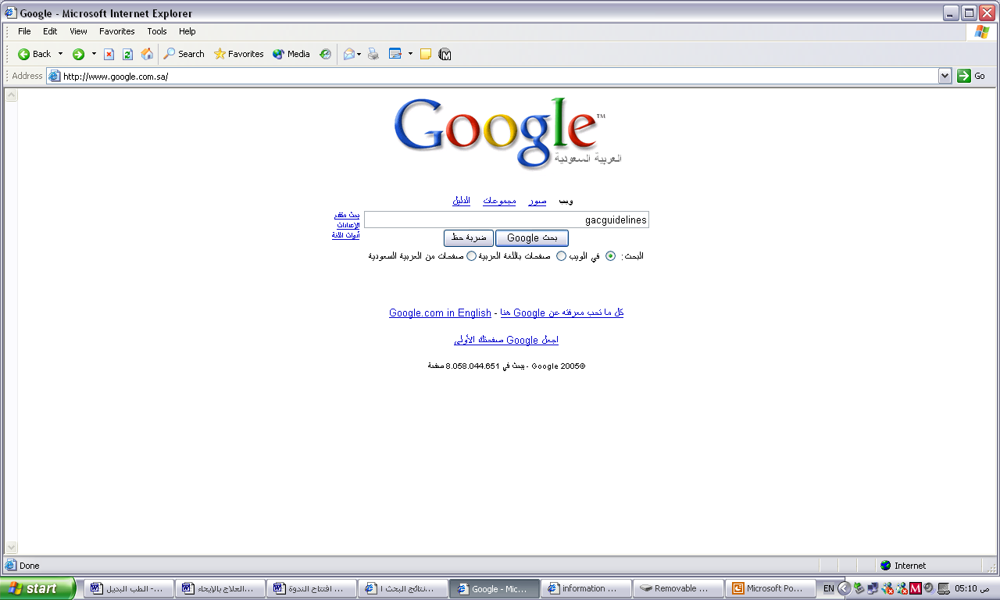 Google - Microsoft Internet Explorer
File Edit View Favorites Tools Help
Back Search Favorites Media
Address http://www.google.com.sa/ Go
Google™
العربية السعودية
ويب صور مجموعات الدليل
gacguidelines
بحث متقدم
الإعدادات
أدوات اللغة
بحث Google ضربة حظ
البحث: في الويب صفحات باللغة العربية صفحات من العربية السعودية
كل ما تحب معرفته عن Google هنا - Google.com in English
اجعل Google صفحتك الأولى
©2005 Google - يبحث في 8.058.044.651 صفحة
Done Internet
start الطب البديل -... العلاج بالإيحاء... افتتاح الندوة ... نتائج البحث ا... Google - Mic... information ... Removable ... Microsoft Po... EN 05:10 ص